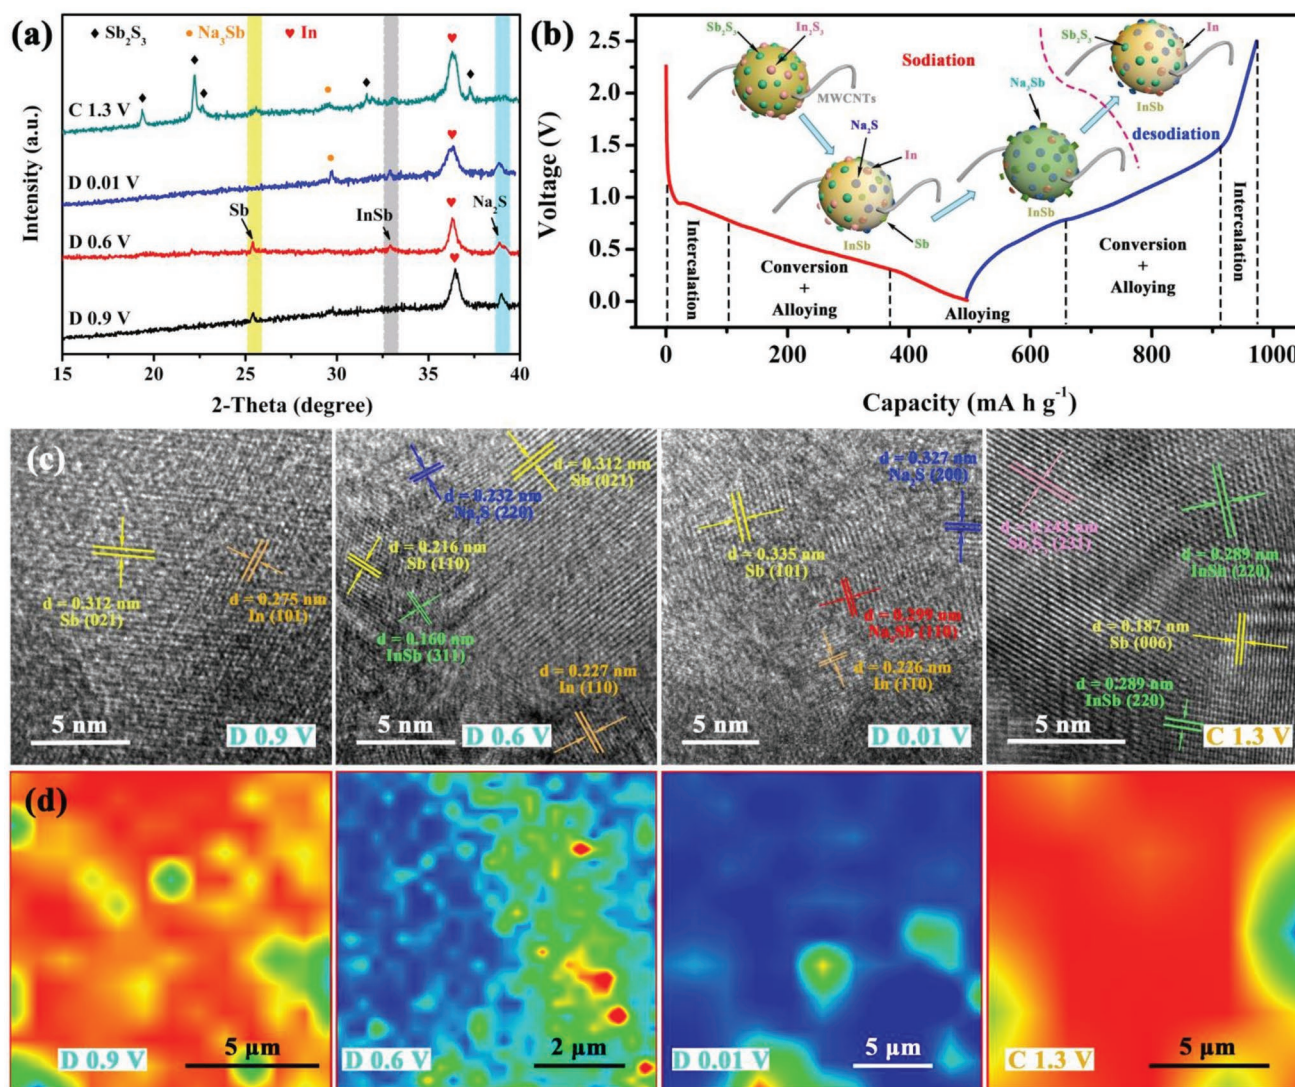 (a)
Sb₂S₃
Na₃Sb
In
C 1.3 V
D 0.01 V
Sb
InSb
Na₂S
D 0.6 V
D 0.9 V
Intensity (a.u.)
15 20 25 30 35 40
2-Theta (degree)
(b)
2.5
2.0
1.5
1.0
0.5
0.0
Voltage (V)
Sb₂S₃
In₂S₃
Sodiation
MWCNTs
Na₂S
In
InSb
Sb
Na₃Sb
InSb
Sb₂S₃
In
InSb
desodiation
Intercalation
Conversion
+
Alloying
Alloying
Conversion
+
Alloying
Intercalation
0 200 400 600 800 1000
Capacity (mA h g⁻¹)
(c)
d = 0.312 nm
Sb (021)
d = 0.275 nm
In (101)
5 nm
D 0.9 V
d = 0.312 nm
Sb (021)
d = 0.232 nm
Na₂S (220)
d = 0.216 nm
Sb (110)
d = 0.160 nm
InSb (311)
d = 0.227 nm
In (110)
5 nm
D 0.6 V
d = 0.327 nm
Na₂S (200)
d = 0.335 nm
Sb (101)
d = 0.299 nm
Na₃Sb (110)
d = 0.226 nm
In (110)
5 nm
D 0.01 V
d = nm
d = 0.289 nm
InSb (220)
d = 0.187 nm
Sb (006)
d = 0.289 nm
InSb (220)
5 nm
C 1.3 V
(d)
D 0.9 V
5 μm
D 0.6 V
2 μm
D 0.01 V
5 μm
C 1.3 V
5 μm